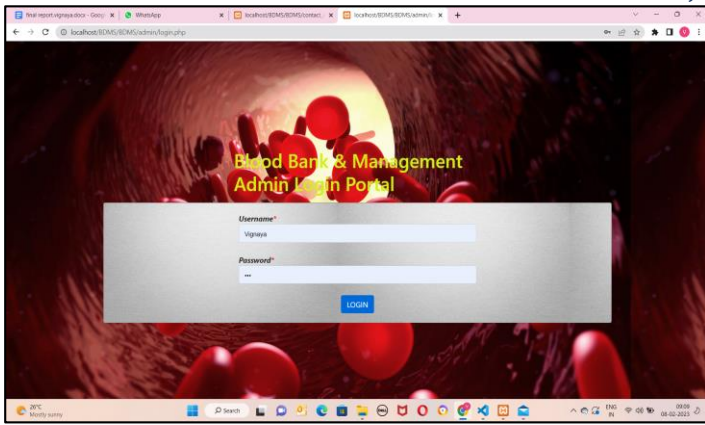 final report.vignaya.docx - Goog
WhatsApp
localhost/BDMS/BDMS/contact.
localhost/BDMS/BDMS/admin/lo
localhost/BDMS/BDMS/admin/login.php
Blood Bank & Management
Admin Login Portal
Username*
Vignaya
Password*
•••
LOGIN
26°C
Mostly sunny
Search
ENG
IN
09:09
08-02-2023